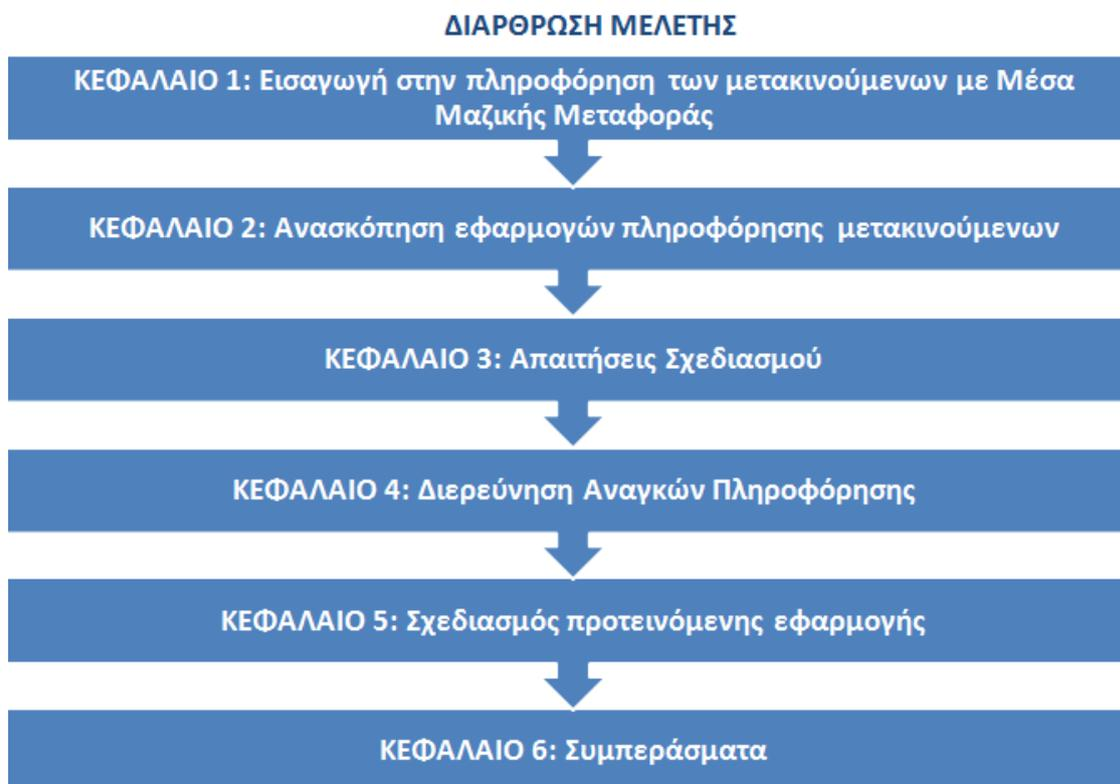 ΔΙΑΡΘΡΩΣΗ ΜΕΛΕΤΗΣ
ΚΕΦΑΛΑΙΟ 1: Εισαγωγή στην πληροφόρηση των μετακινούμενων με Μέσα
Μαζικής Μεταφοράς
ΚΕΦΑΛΑΙΟ 2: Ανασκόπηση εφαρμογών πληροφόρησης μετακινούμενων
ΚΕΦΑΛΑΙΟ 3: Απαιτήσεις Σχεδιασμού
ΚΕΦΑΛΑΙΟ 4: Διερεύνηση Αναγκών Πληροφόρησης
ΚΕΦΑΛΑΙΟ 5: Σχεδιασμός προτεινόμενης εφαρμογής
ΚΕΦΑΛΑΙΟ 6: Συμπεράσματα